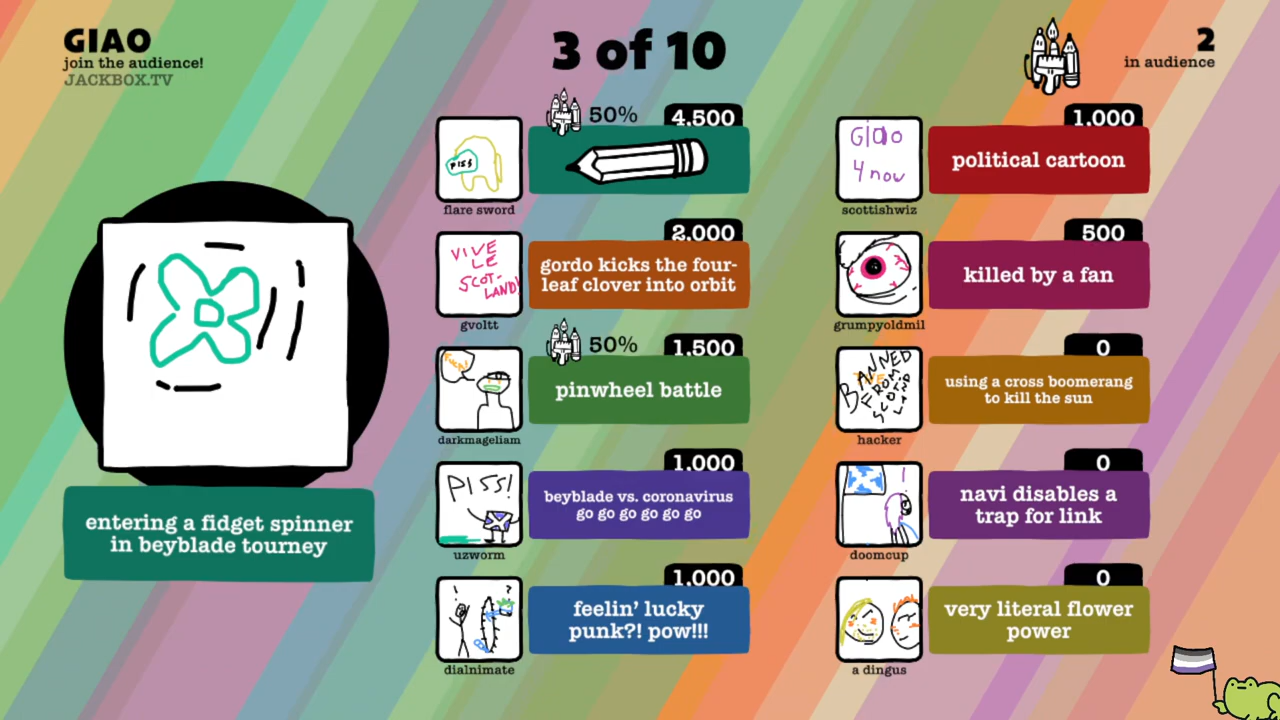 GIAO
join the audience!
JACKBOX.TV
3 of 10
2
in audience
entering a fidget spinner
in beyblade tourney
50%
4,500
PISS
flare sword
2,000
VIVE
LE
SCOT-
LAND!
gordo kicks the four-
leaf clover into orbit
gvoltt
50%
1,500
pinwheel battle
darkmageliam
1,000
PISS!
beyblade vs. coronavirus
go go go go go go
uzworm
1,000
!
?
feelin' lucky
punk?! pow!!!
dialnimate
1,000
GIAO
4 now
political cartoon
scottishwiz
500
killed by a fan
grumpyoldmil
0
BANNED
FROM
SCOTLAND
using a cross boomerang
to kill the sun
hacker
0
!
navi disables a
trap for link
doomcup
0
very literal flower
power
a dingus